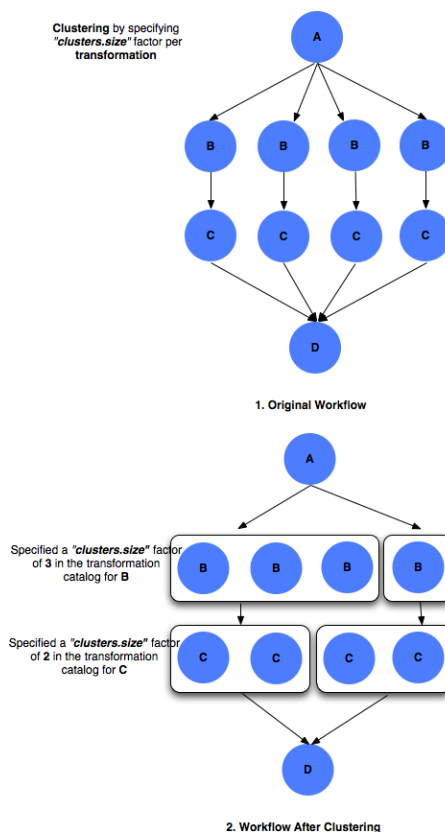 Clustering by specifying
"clusters.size" factor per
transformation
A
B B B B
C C C C
D
1. Original Workflow
A
Specified a "clusters.size" factor
of 3 in the transformation
catalog for B
B B B B
Specified a "clusters.size" factor
of 2 in the transformation
catalog for C
C C C C
D
2. Workflow After Clustering